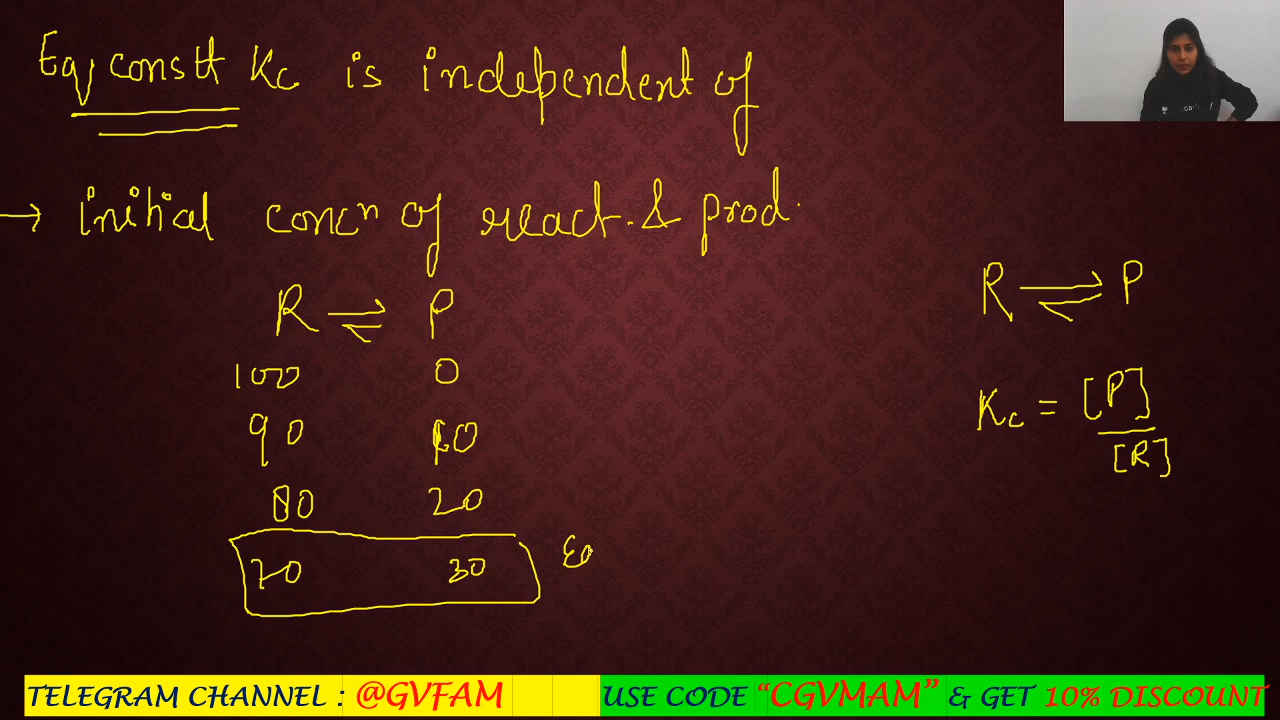 Eq constt Kc is independent of
→ initial concn of react. & prod.
R ⇌ P
100 0
90 10
80 20
70 30 Eq
R ⇌ P
Kc = [P]
[R]
TELEGRAM CHANNEL : @GVFAM
USE CODE "CGVMAM" & GET 10% DISCOUNT